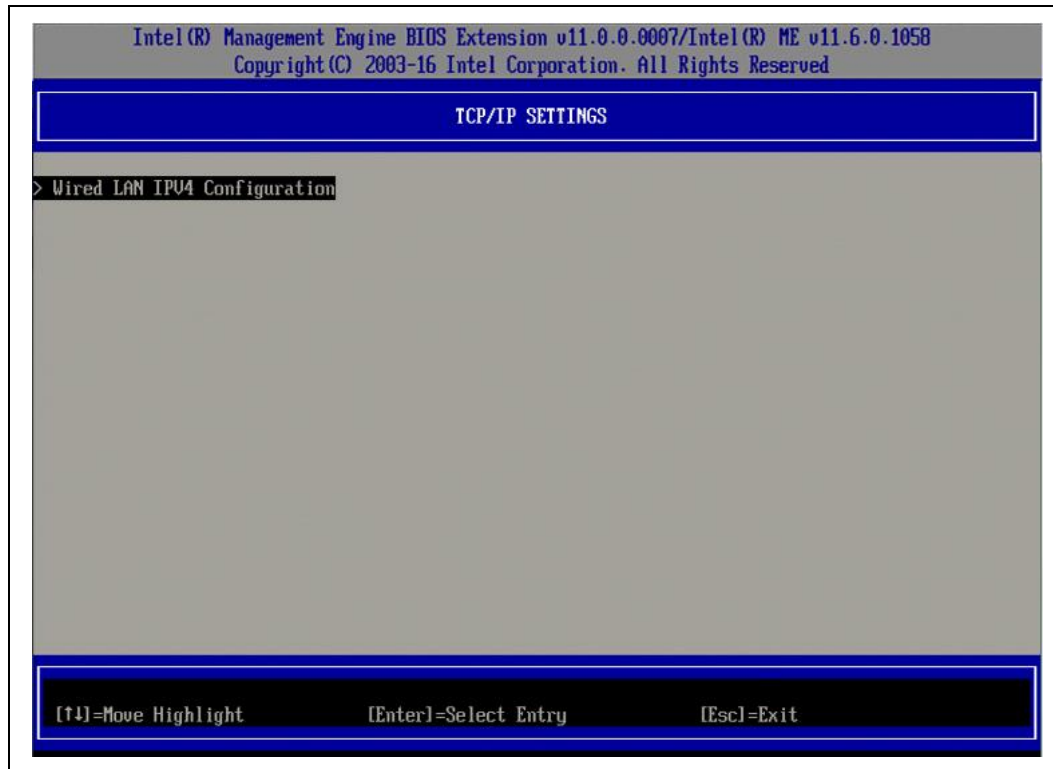 Intel(R) Management Engine BIOS Extension v11.0.0.0007/Intel(R) ME v11.6.0.1058
Copyright(C) 2003-16 Intel Corporation. All Rights Reserved
TCP/IP SETTINGS
> Wired LAN IPV4 Configuration
[↑↓]=Move Highlight [Enter]=Select Entry [Esc]=Exit